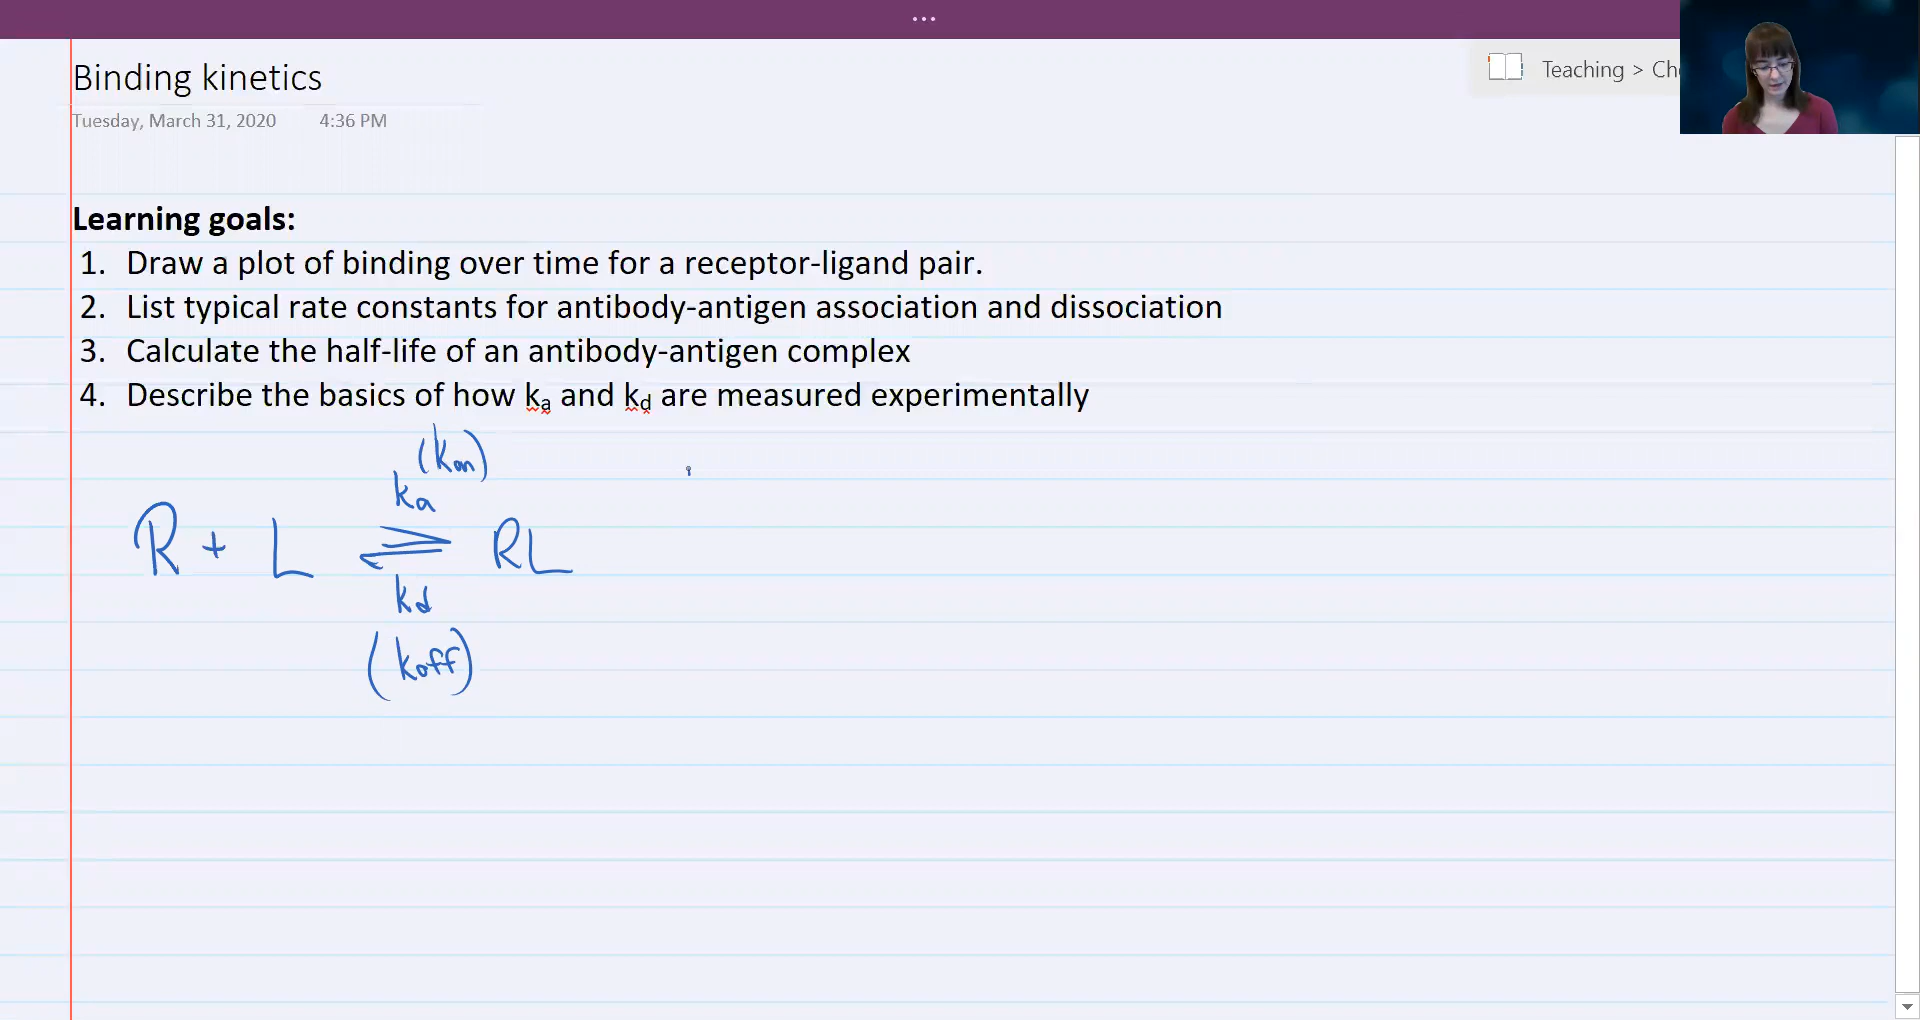 ...
Binding kinetics
Teaching > Ch
Tuesday, March 31, 2020 4:36 PM
Learning goals:
1. Draw a plot of binding over time for a receptor-ligand pair.
2. List typical rate constants for antibody-antigen association and dissociation
3. Calculate the half-life of an antibody-antigen complex
4. Describe the basics of how ka and kd are measured experimentally
(kon)
ka
R + L ⇌ RL
kd
(koff)